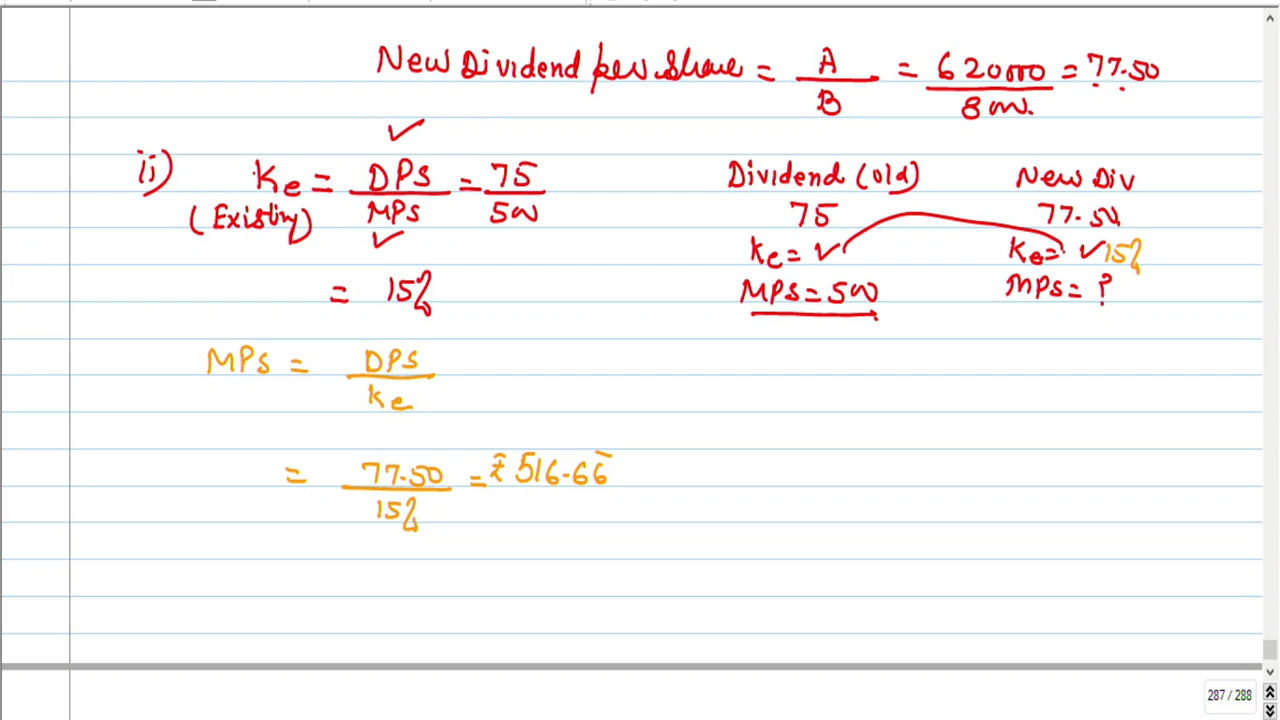 New Dividend per share = A/B = 620000/8000 = 77.50
ii) Ke = DPS/MPS = 75/500
(Existing)
= 15%
Dividend (old) New Div
75 77.50
Ke = ✓ Ke = ✓ 15%
MPS = 500 MPS = ?
MPS = DPS/Ke
= 77.50/15% = ₹ 516.66
287 / 288